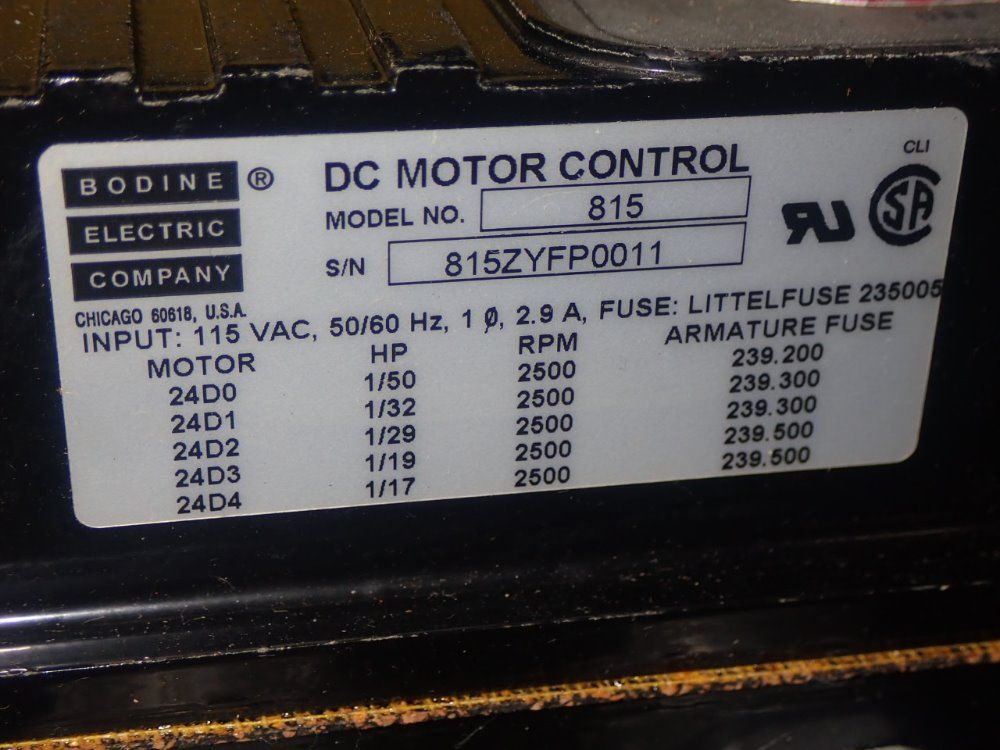 BODINE ®
ELECTRIC
COMPANY
CHICAGO 60618, U.S.A.
DC MOTOR CONTROL
MODEL NO. 815
S/N 815ZYFP0011
CLI
RU
SA
INPUT: 115 VAC, 50/60 Hz, 1 Ø, 2.9 A, FUSE: LITTELFUSE 235005
MOTOR HP RPM ARMATURE FUSE
24D0 1/50 2500 239.200
24D1 1/32 2500 239.300
24D2 1/29 2500 239.300
24D3 1/19 2500 239.500
24D4 1/17 2500 239.500